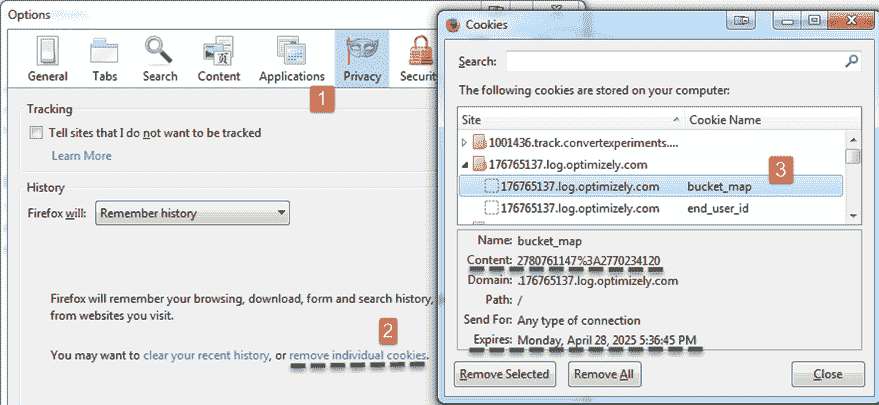 Options
General Tabs Search Content Applications Privacy Security
1
Tracking
Tell sites that I do not want to be tracked
Learn More
History
Firefox will: Remember history
Firefox will remember your browsing, download, form and search history,
from websites you visit.
2
You may want to clear your recent history, or remove individual cookies.
Cookies
Search:
The following cookies are stored on your computer:
Site Cookie Name
1001436.track.convertexperiments....
176765137.log.optimizely.com
3
176765137.log.optimizely.com bucket_map
176765137.log.optimizely.com end_user_id
Name: bucket_map
Content: 2780761147%3A2770234120
Domain: .176765137.log.optimizely.com
Path: /
Send For: Any type of connection
Expires: Monday, April 28, 2025 5:36:45 PM
Remove Selected Remove All Close